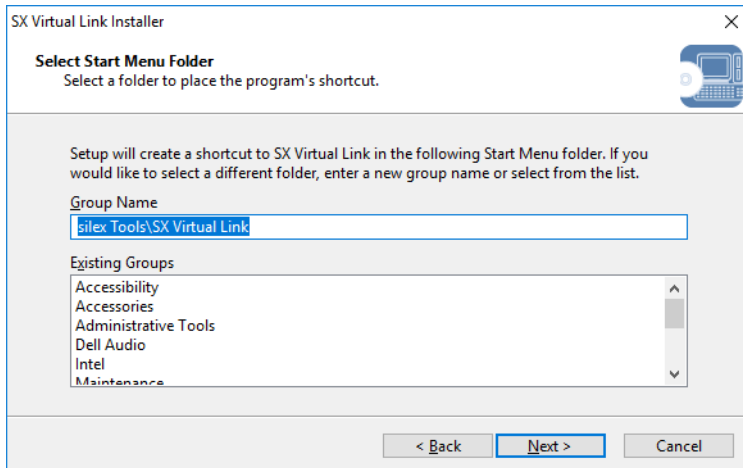 SX Virtual Link Installer
Select Start Menu Folder
Select a folder to place the program's shortcut.
Setup will create a shortcut to SX Virtual Link in the following Start Menu folder. If you
would like to select a different folder, enter a new group name or select from the list.
Group Name
silex Tools\SX Virtual Link
Existing Groups
Accessibility
Accessories
Administrative Tools
Dell Audio
Intel
Maintenance
< Back Next > Cancel